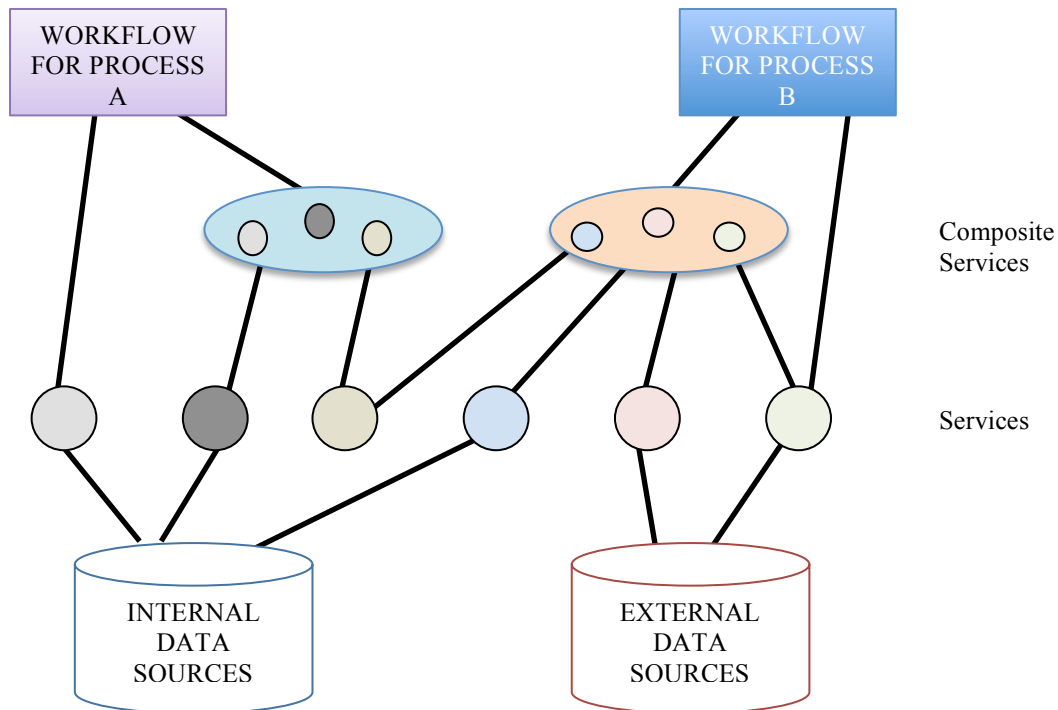 WORKFLOW
FOR PROCESS
A
WORKFLOW
FOR PROCESS
B
Composite
Services
Services
INTERNAL
DATA
SOURCES
EXTERNAL
DATA
SOURCES